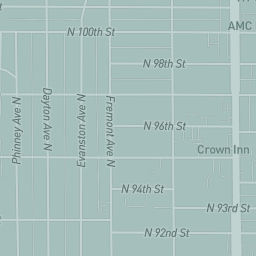 AMC
N 100th St
N 98th St
Phinney Ave N
Dayton Ave N
Evanston Ave N
Fremont Ave N
N 96th St
Crown Inn
N 94th St
N 93rd St
N 92nd St